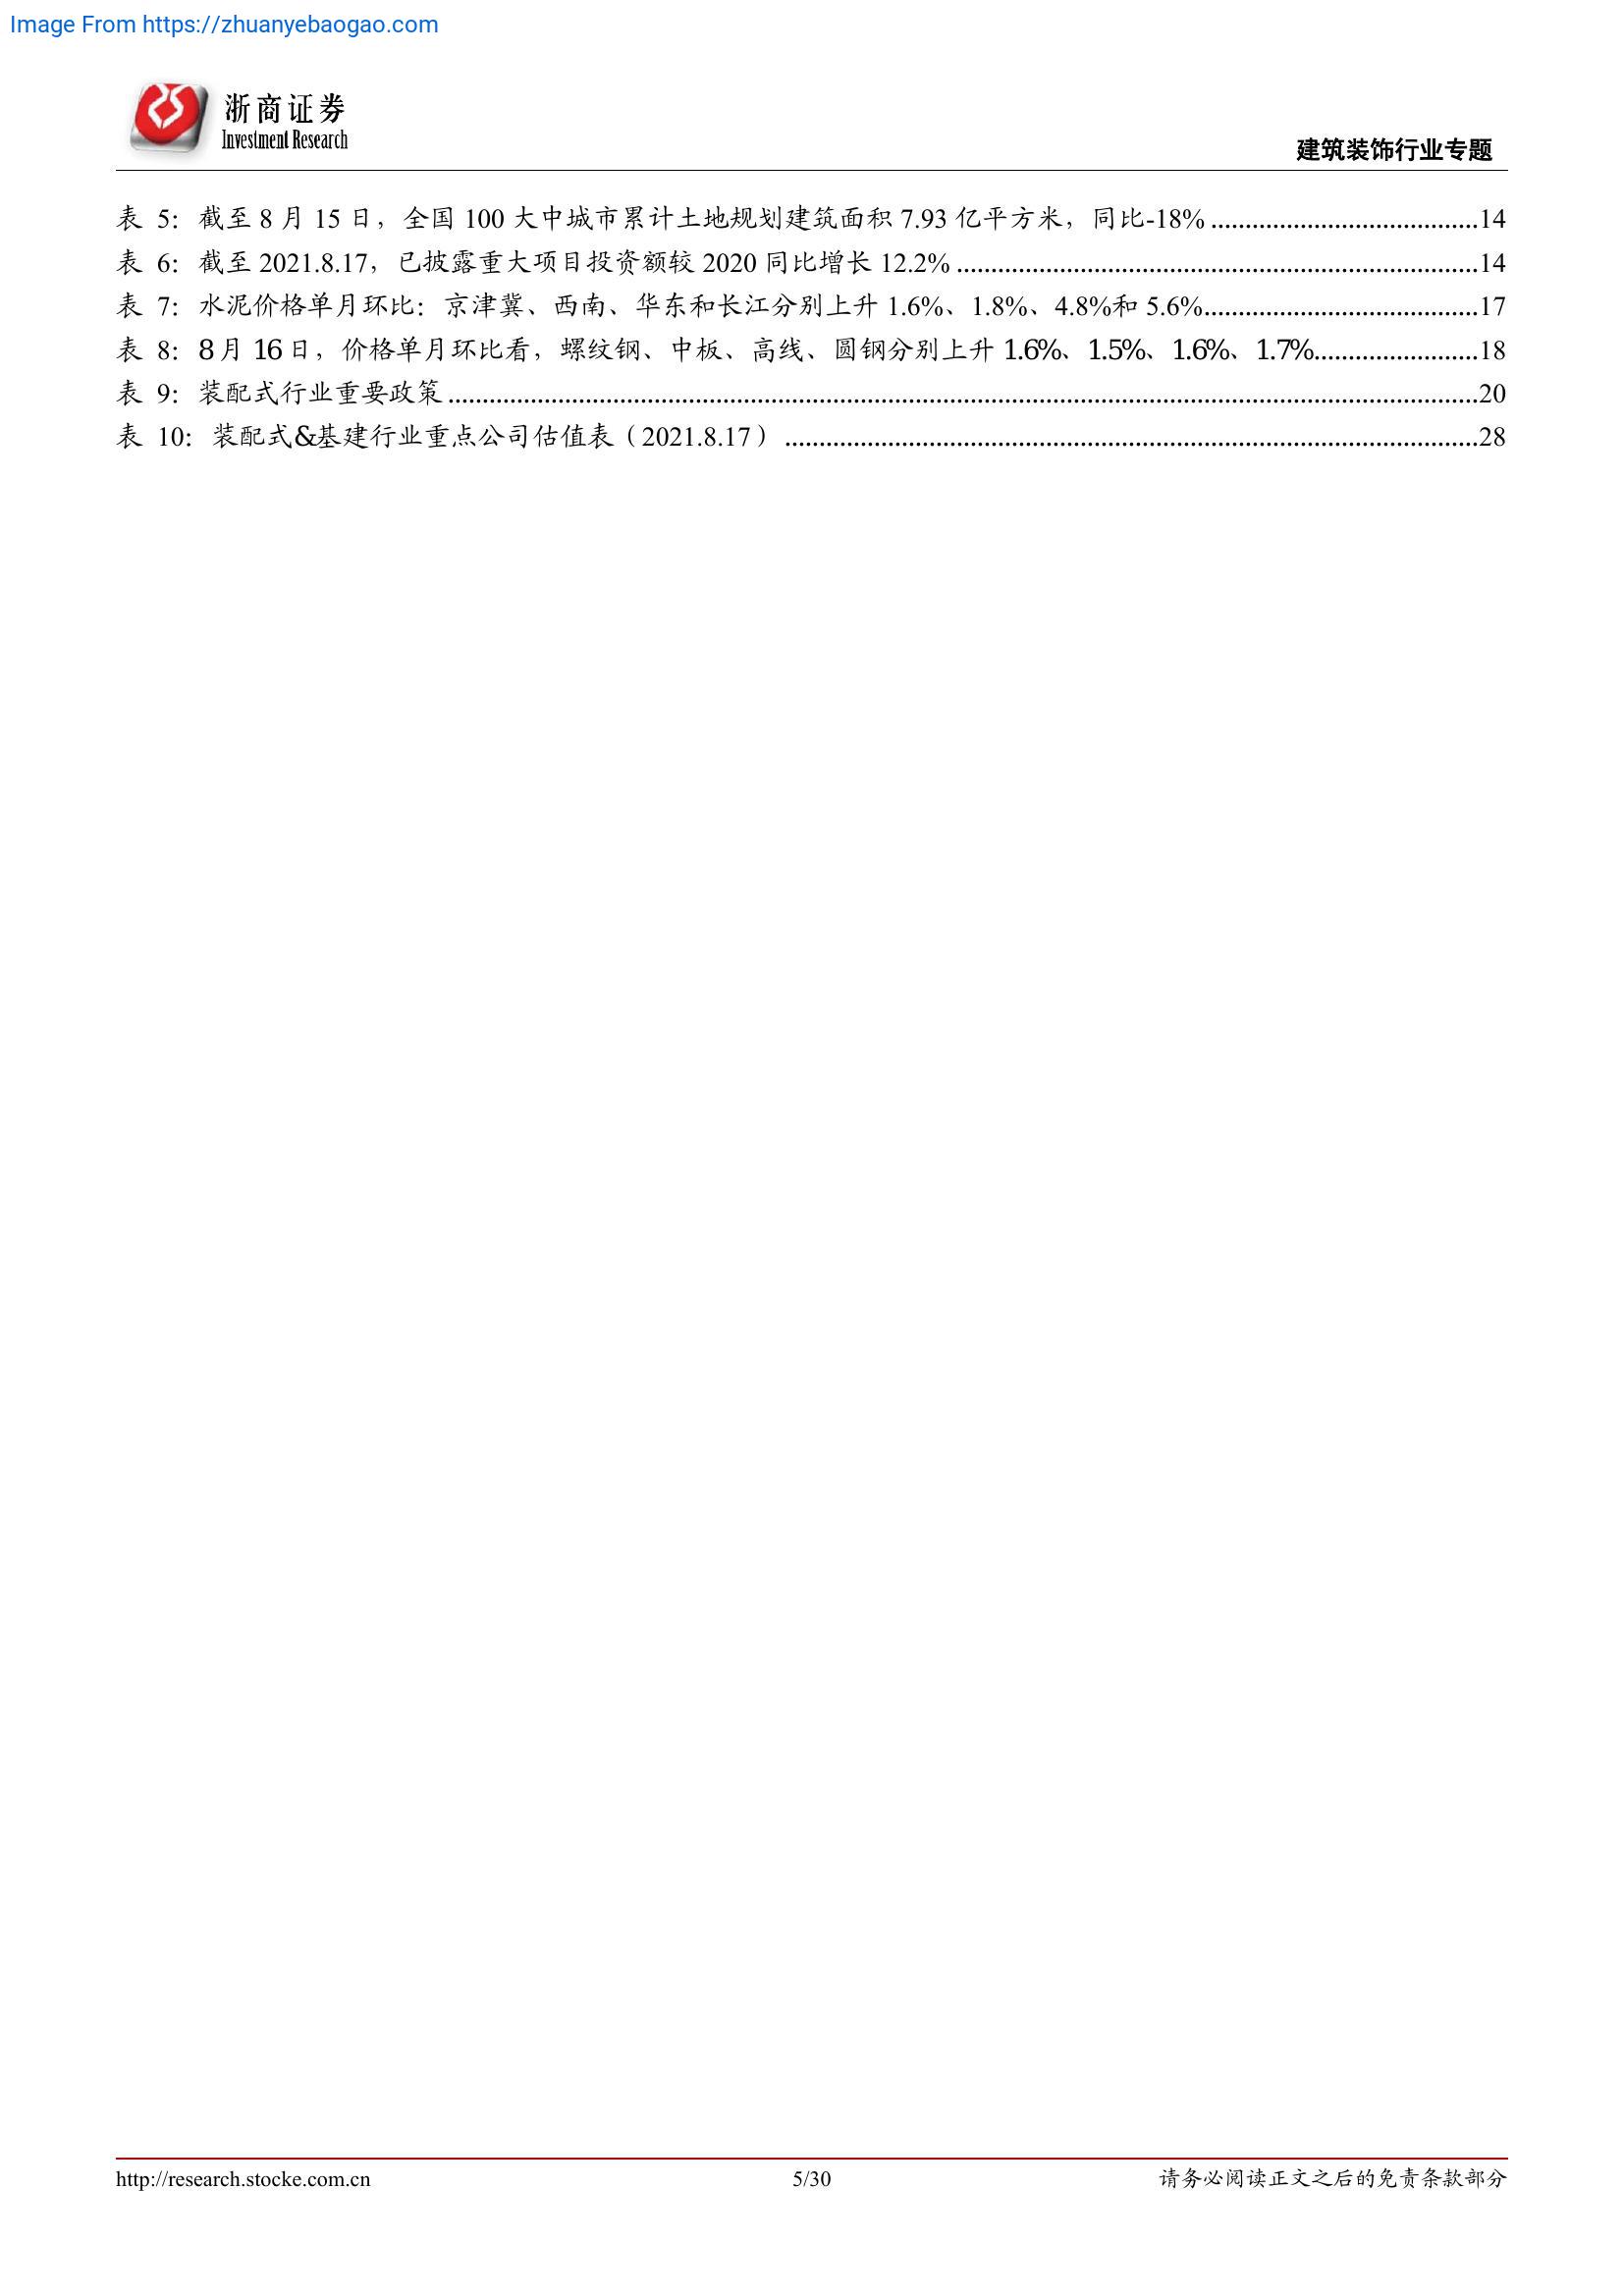 Image From https://zhuanyebaogao.com
浙商证券
Investment Research
建筑装饰行业专题
表 5：截至 8 月 15 日，全国 100 大中城市累计土地规划建筑面积 7.93 亿平方米，同比-18%.......................................14
表 6：截至 2021.8.17，已披露重大项目投资额较 2020 同比增长 12.2%............................................................................14
表 7：水泥价格单月环比：京津冀、西南、华东和长江分别上升 1.6%、1.8%、4.8%和 5.6%........................................17
表 8：8 月 16 日，价格单月环比看，螺纹钢、中板、高线、圆钢分别上升 1.6%、1.5%、1.6%、1.7%........................18
表 9：装配式行业重要政策......................................................................................................................................................20
表 10：装配式&基建行业重点公司估值表（2021.8.17）.....................................................................................................28
http://research.stocke.com.cn
5/30
请务必阅读正文之后的免责条款部分